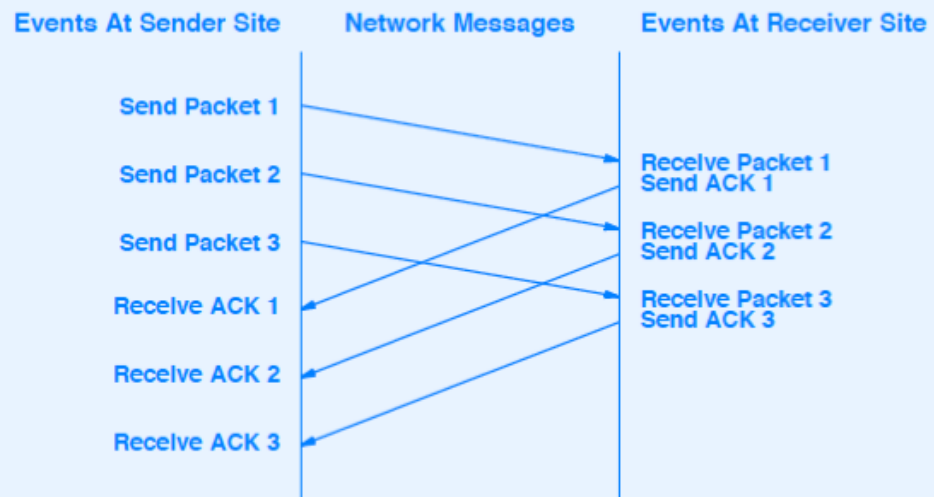 Events At Sender Site
Network Messages
Events At Receiver Site
Send Packet 1
Send Packet 2
Send Packet 3
Receive ACK 1
Receive ACK 2
Receive ACK 3
Receive Packet 1
Send ACK 1
Receive Packet 2
Send ACK 2
Receive Packet 3
Send ACK 3